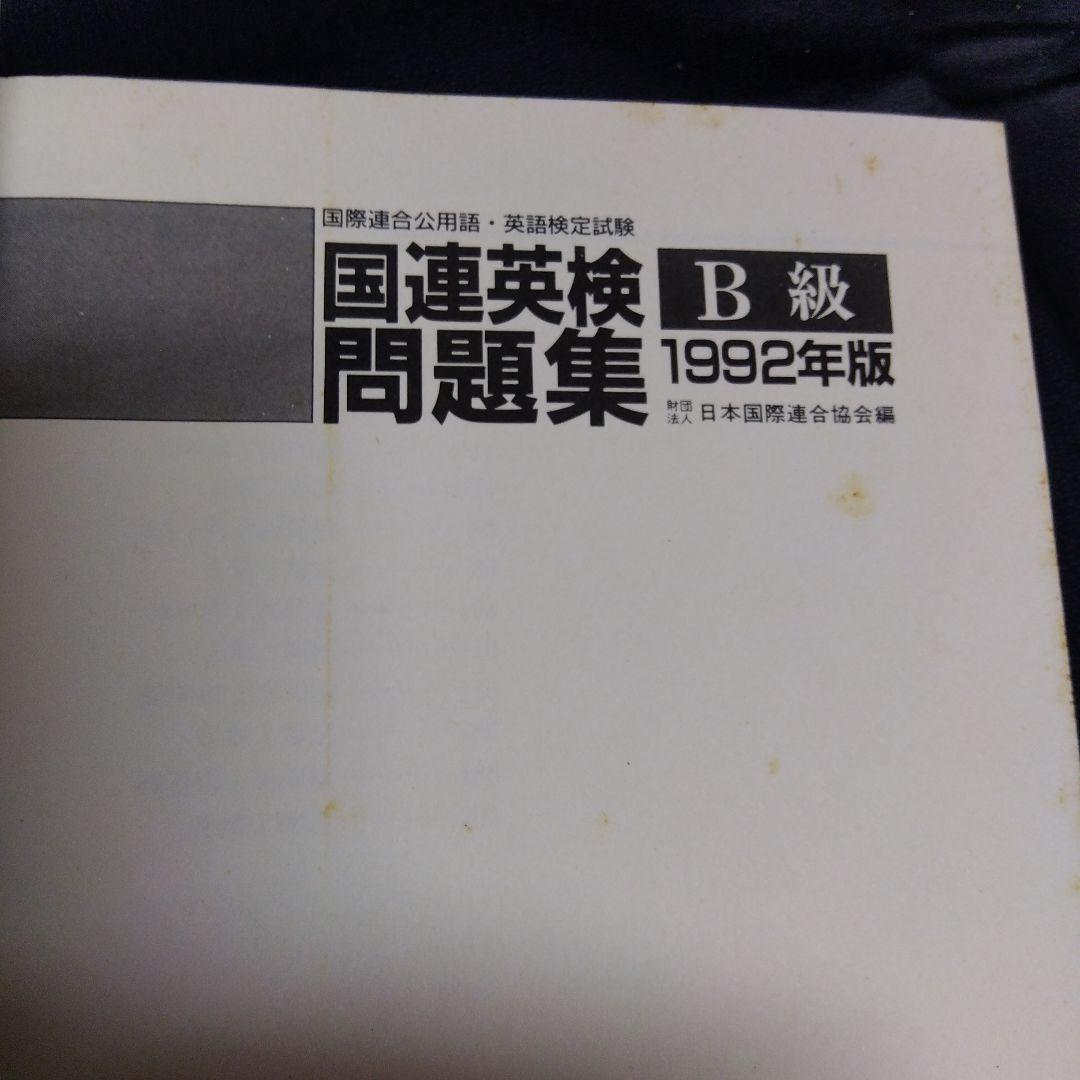 国際連合公用語・英語検定試験
国連英検
問題集
B級
1992年版
財団法人 日本国際連合協会編